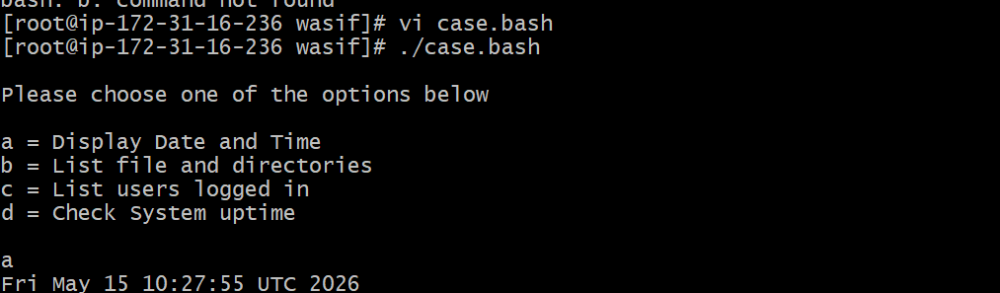 bash: b: command not found
[root@ip-172-31-16-236 wasif]# vi case.bash
[root@ip-172-31-16-236 wasif]# ./case.bash
Please choose one of the options below
a = Display Date and Time
b = List file and directories
c = List users logged in
d = Check System uptime
a
Fri May 15 10:27:55 UTC 2026